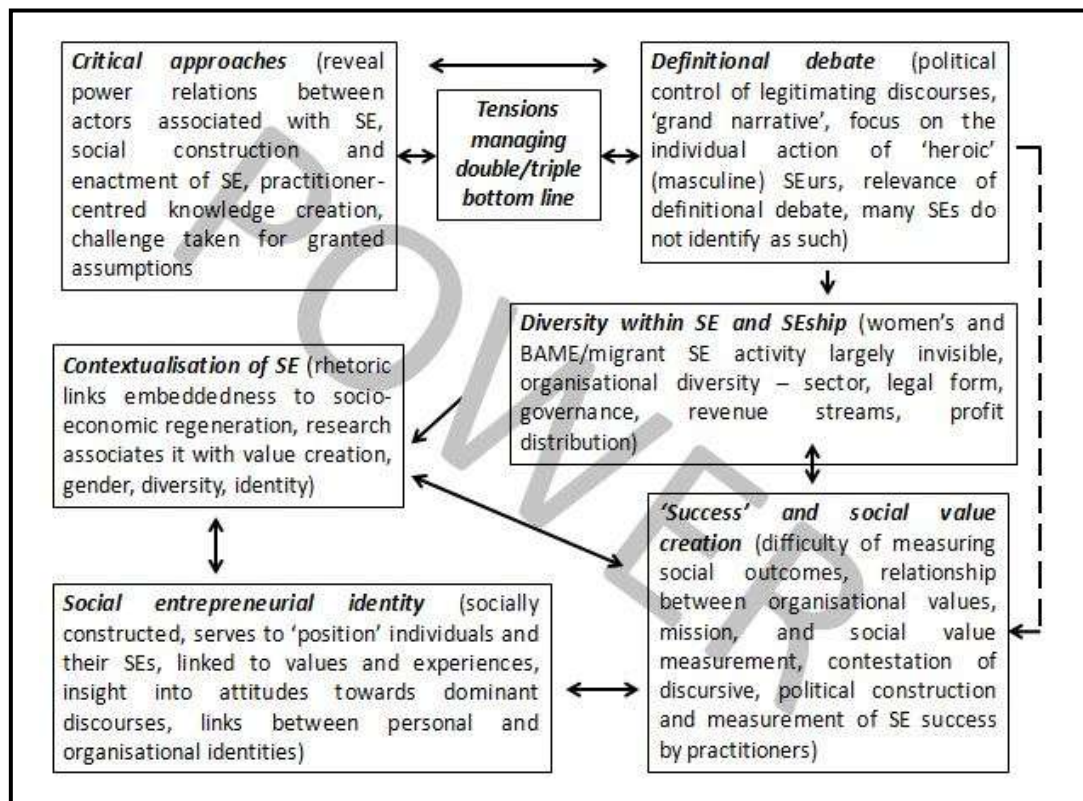 Critical approaches (reveal
power relations between
actors associated with SE,
social construction and
enactment of SE, practitioner-
centred knowledge creation,
challenge taken for granted
assumptions
Tensions
managing
double/triple
bottom line
Definitional debate (political
control of legitimating discourses,
‘grand narrative’, focus on the
individual action of ‘heroic’
(masculine) SEurs, relevance of
definitional debate, many SEs do
not identify as such)
Diversity within SE and SEship (women’s and
BAME/migrant SE activity largely invisible,
organisational diversity – sector, legal form,
governance, revenue streams, profit
distribution)
Contextualisation of SE (rhetoric
links embeddedness to socio-
economic regeneration, research
associates it with value creation,
gender, diversity, identity)
‘Success’ and social value
creation (difficulty of measuring
social outcomes, relationship
between organisational values,
mission, and social value
measurement, contestation of
discursive, political construction
and measurement of SE success
by practitioners)
Social entrepreneurial identity (socially
constructed, serves to ‘position’ individuals and
their SEs, linked to values and experiences,
insight into attitudes towards dominant
discourses, links between personal and
organisational identities)
POWER